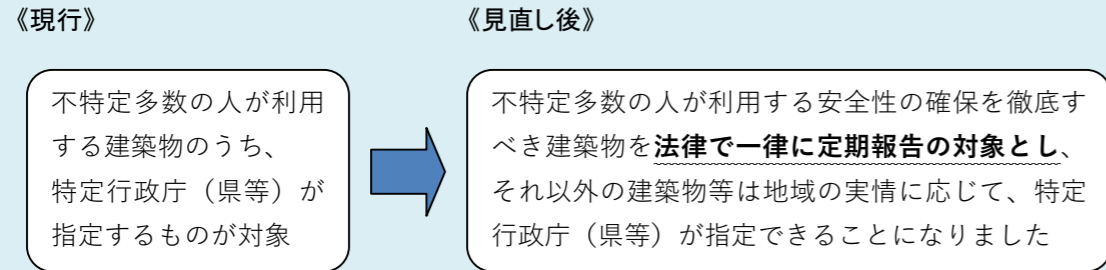 《現行》
《見直し後》
不特定多数の人が利用
する建築物のうち、
特定行政庁（県等）が
指定するものが対象
不特定多数の人が利用する安全性の確保を徹底す
べき建築物を法律で一律に定期報告の対象とし、
それ以外の建築物等は地域の実情に応じて、特定
行政庁（県等）が指定できることになりました